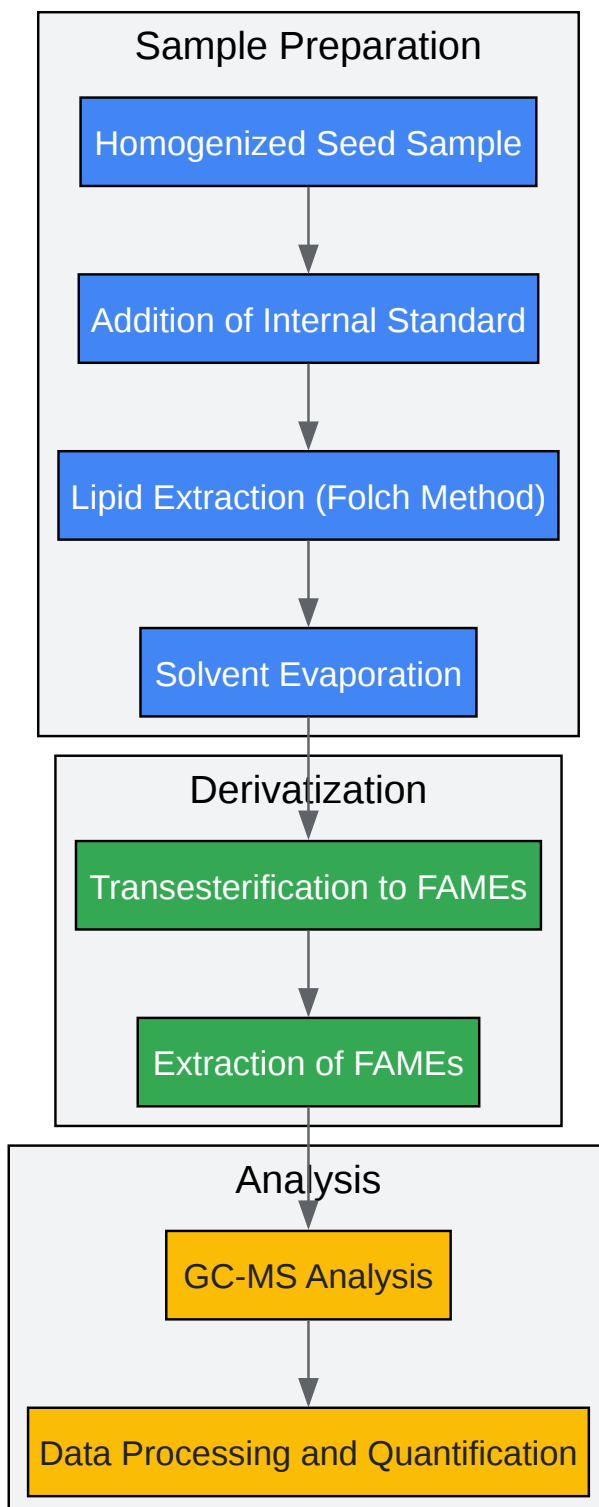 Sample Preparation
Homogenized Seed Sample
Addition of Internal Standard
Lipid Extraction (Folch Method)
Solvent Evaporation
Derivatization
Transesterification to FAMEs
Extraction of FAMEs
Analysis
GC-MS Analysis
Data Processing and Quantification